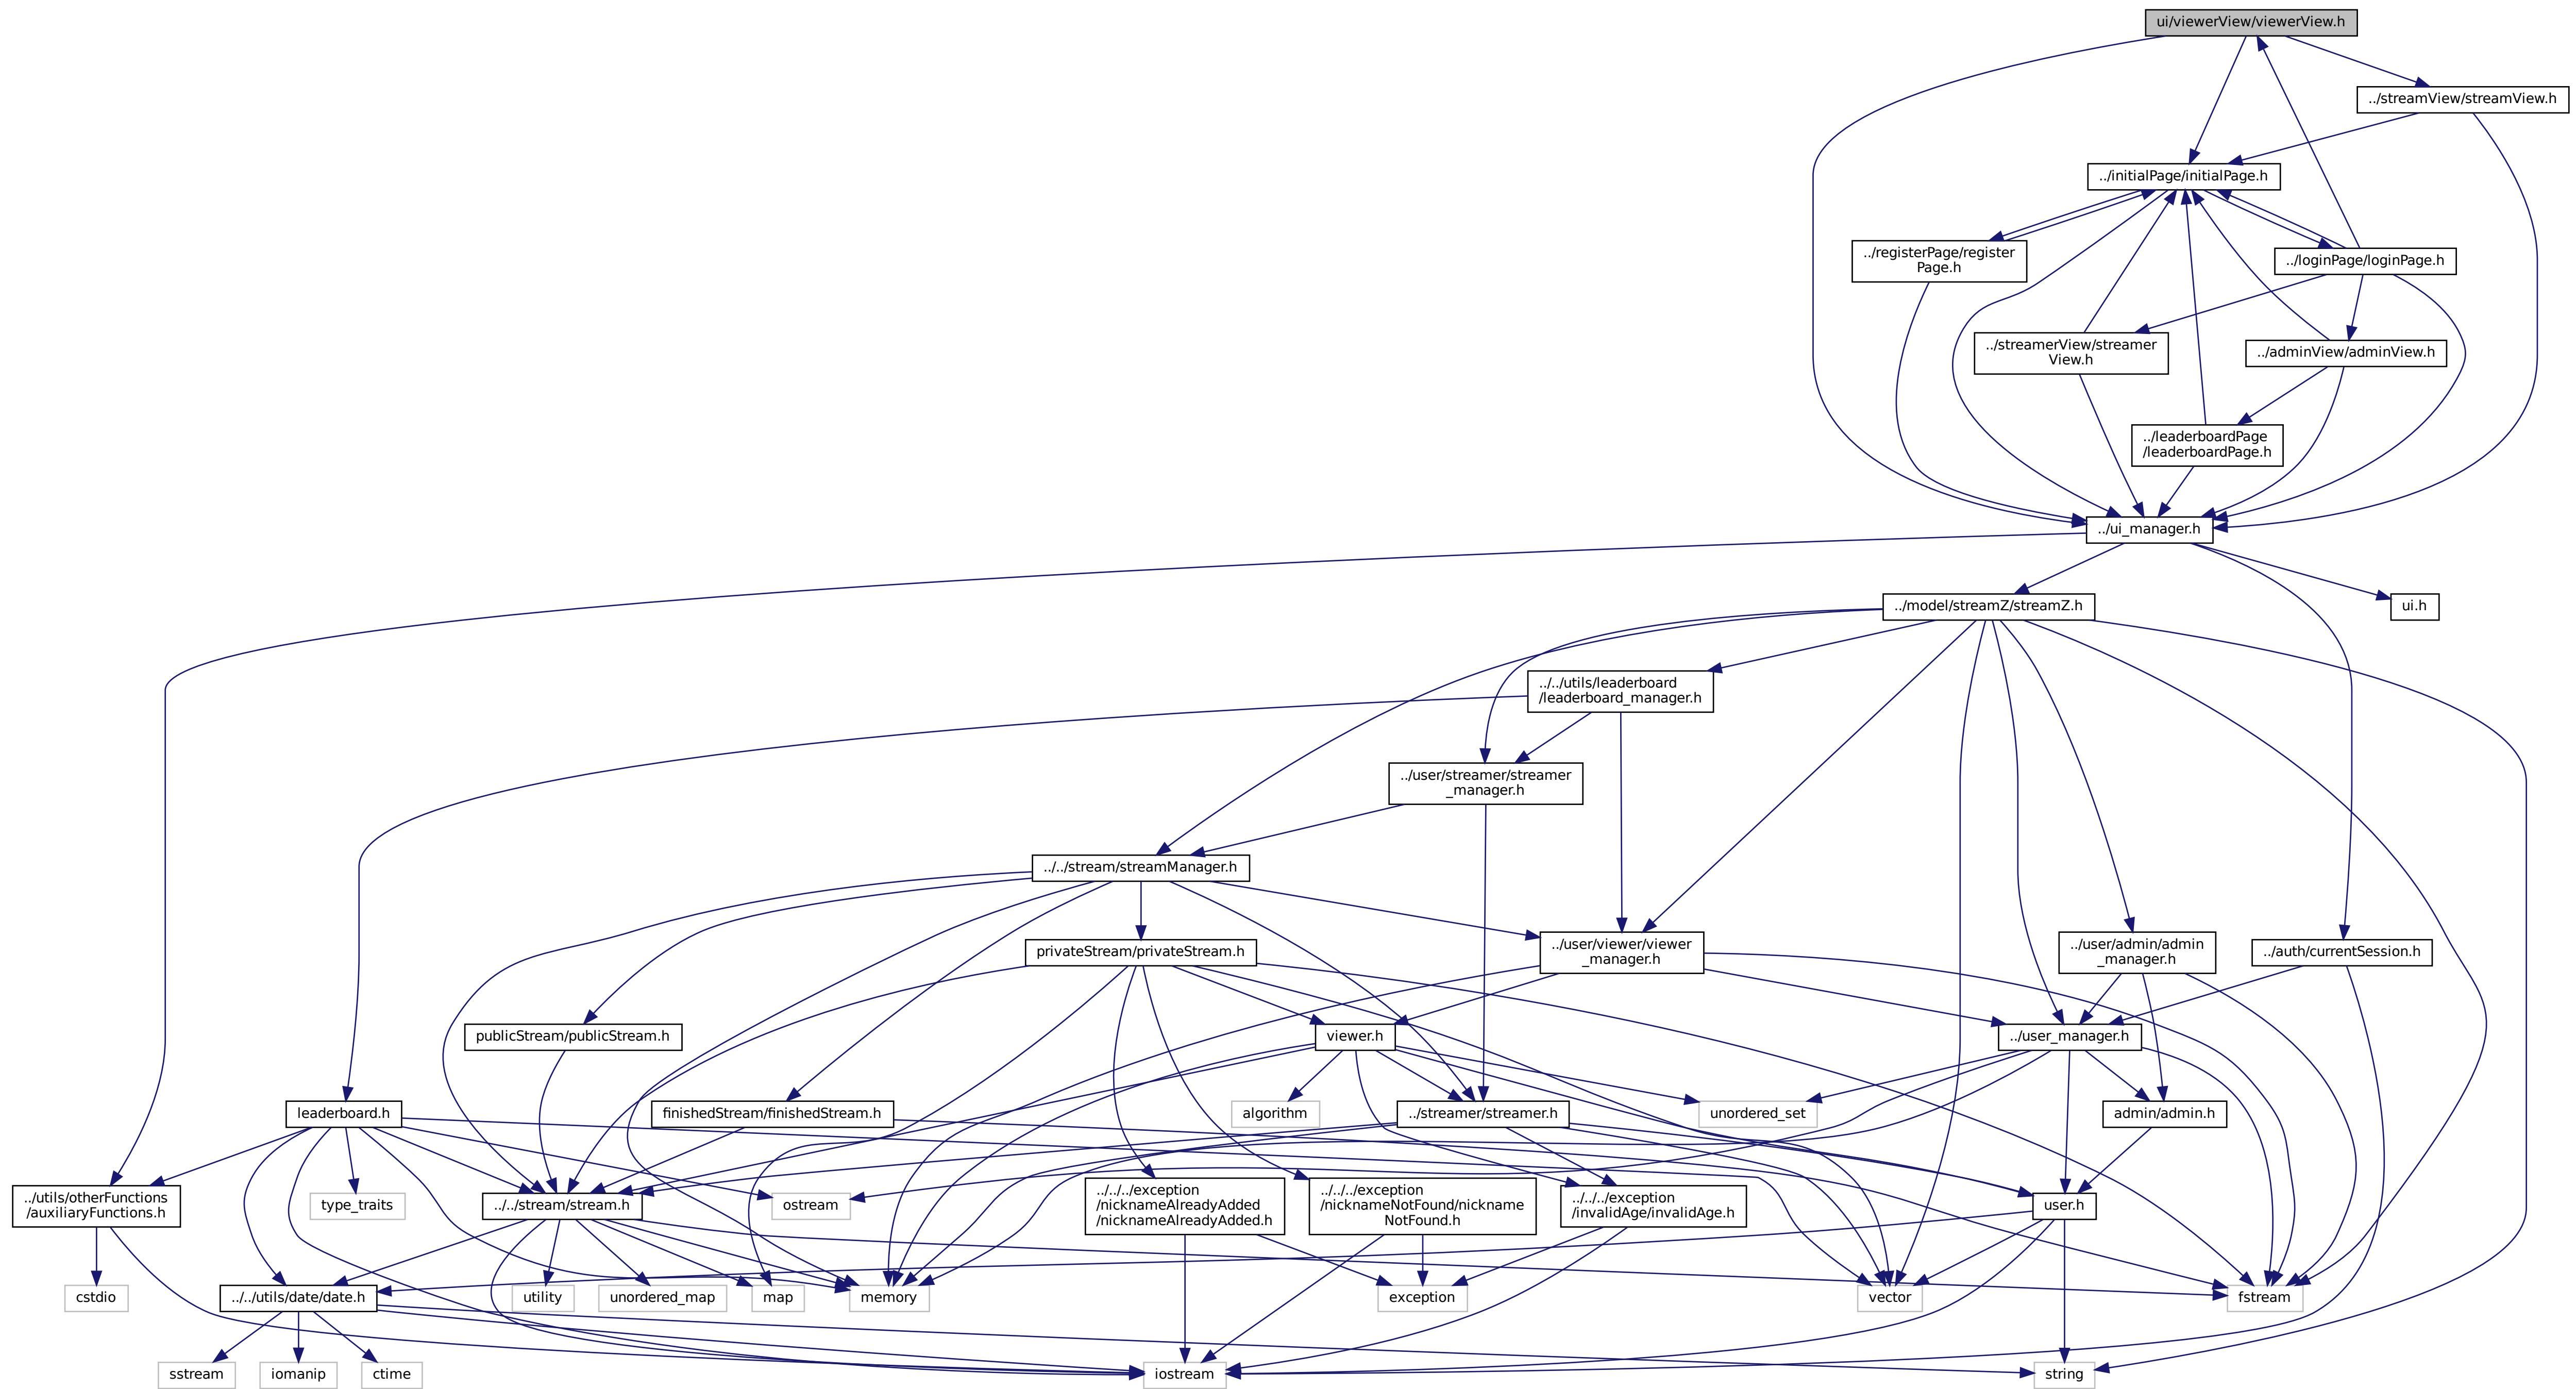 ui/viewerView/viewerView.h
../streamView/streamView.h
../initialPage/initialPage.h
../registerPage/register
Page.h
../loginPage/loginPage.h
../streamerView/streamer
View.h
../adminView/adminView.h
../leaderboardPage
/leaderboardPage.h
../ui_manager.h
../model/streamZ/streamZ.h
ui.h
../../utils/leaderboard
/leaderboard_manager.h
../user/streamer/streamer
_manager.h
../../stream/streamManager.h
privateStream/privateStream.h
../user/viewer/viewer
_manager.h
../user/admin/admin
_manager.h
../auth/currentSession.h
publicStream/publicStream.h
viewer.h
../user_manager.h
leaderboard.h
finishedStream/finishedStream.h
algorithm
../streamer/streamer.h
unordered_set
admin/admin.h
../utils/otherFunctions
/auxiliaryFunctions.h
type_traits
../../stream/stream.h
ostream
../../../exception
/nicknameAlreadyAdded
/nicknameAlreadyAdded.h
../../../exception
/nicknameNotFound/nickname
NotFound.h
../../../exception
/invalidAge/invalidAge.h
user.h
cstdio
../../utils/date/date.h
utility
unordered_map
map
memory
exception
vector
fstream
sstream
iomanip
ctime
iostream
string